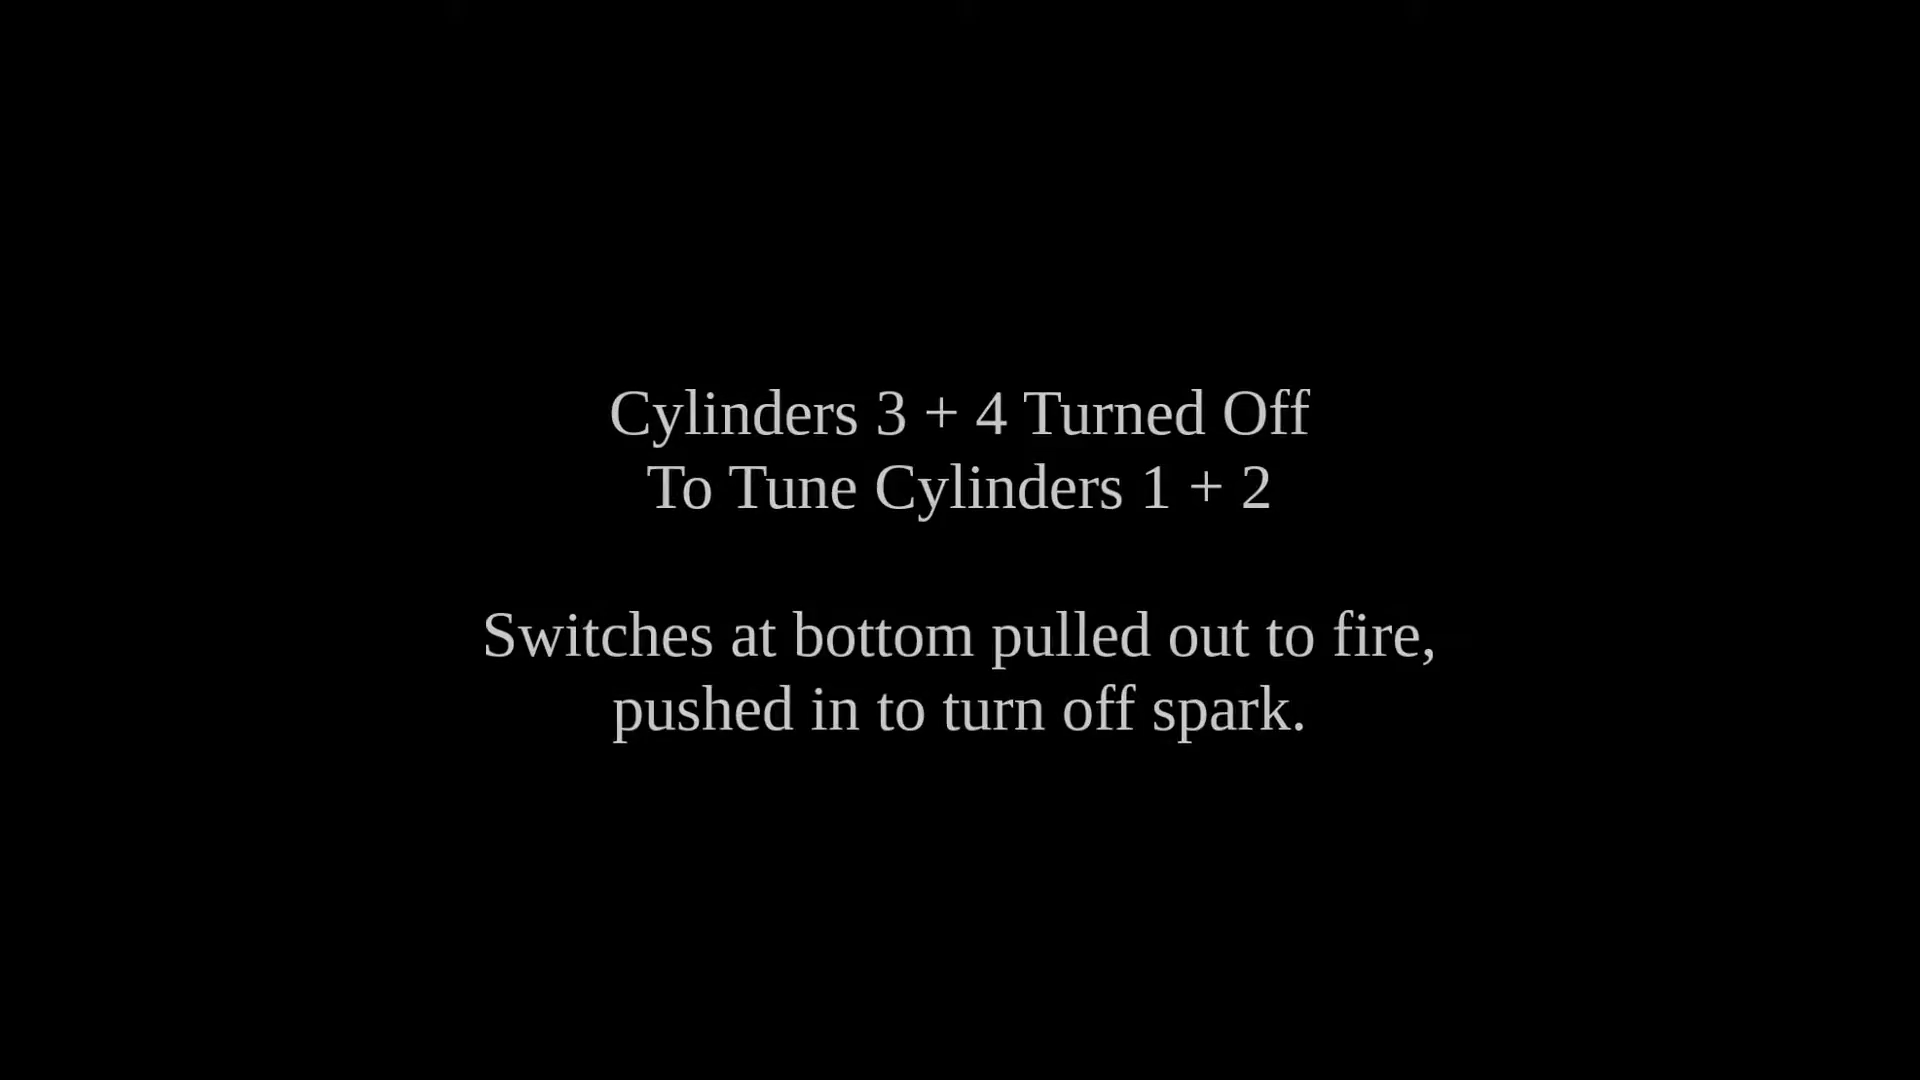 Cylinders 3 + 4 Turned Off
To Tune Cylinders 1 + 2
Switches at bottom pulled out to fire,
pushed in to turn off spark.